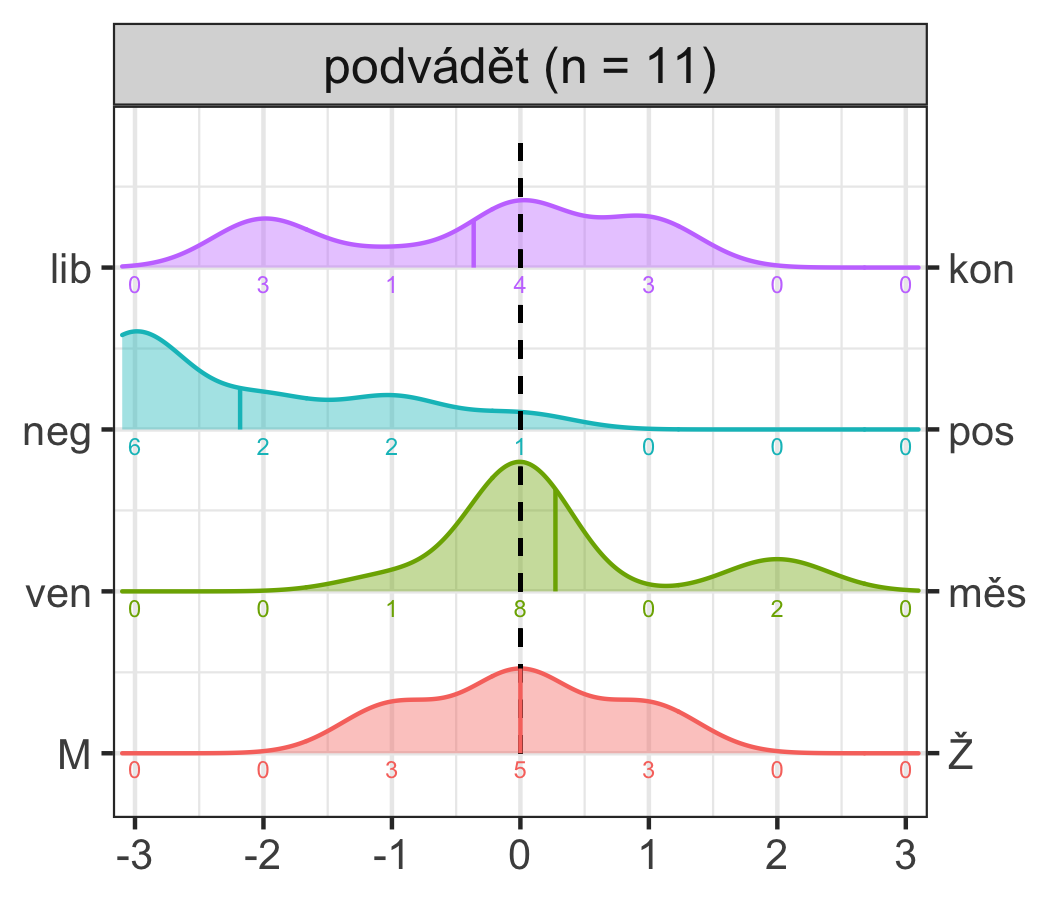 podvádět (n = 11)
lib kon
0 3 1 4 3 0 0
neg pos
6 2 2 1 0 0 0
ven měs
0 0 1 8 0 2 0
M Ž
0 0 3 5 3 0 0
-3 -2 -1 0 1 2 3